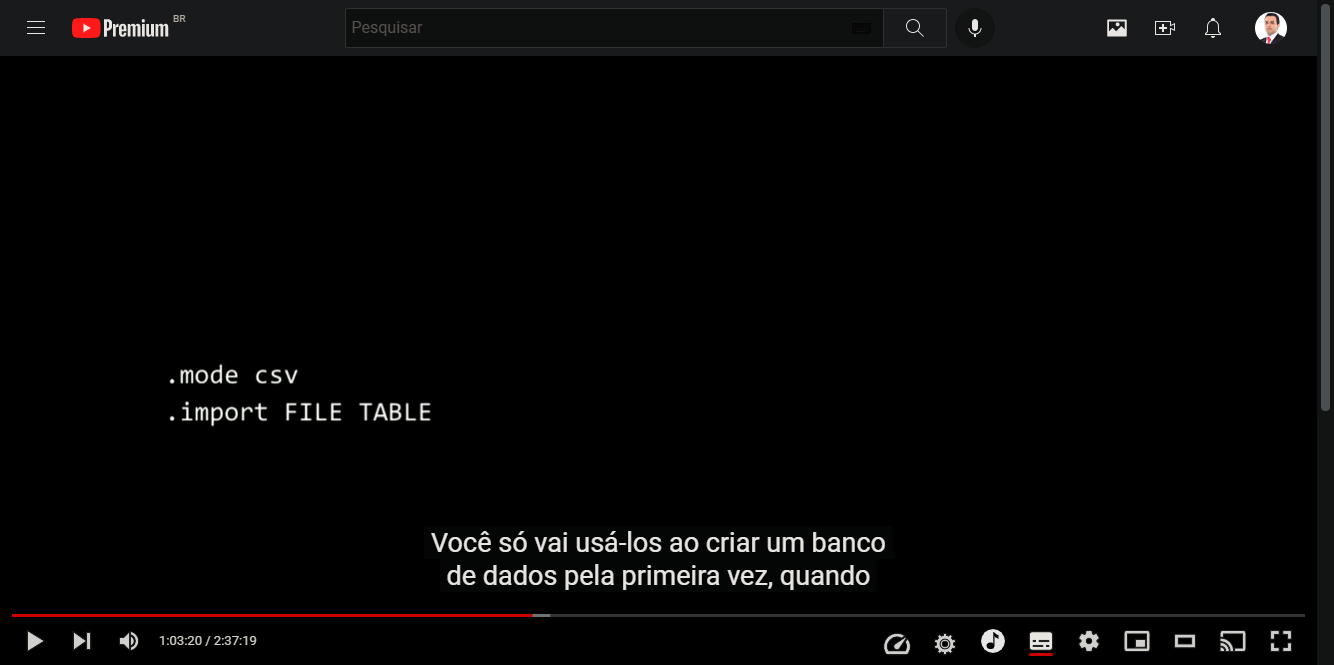 Premium BR
Pesquisar
.mode csv
.import FILE TABLE
Você só vai usá-los ao criar um banco
de dados pela primeira vez, quando
1:03:20 / 2:37:19